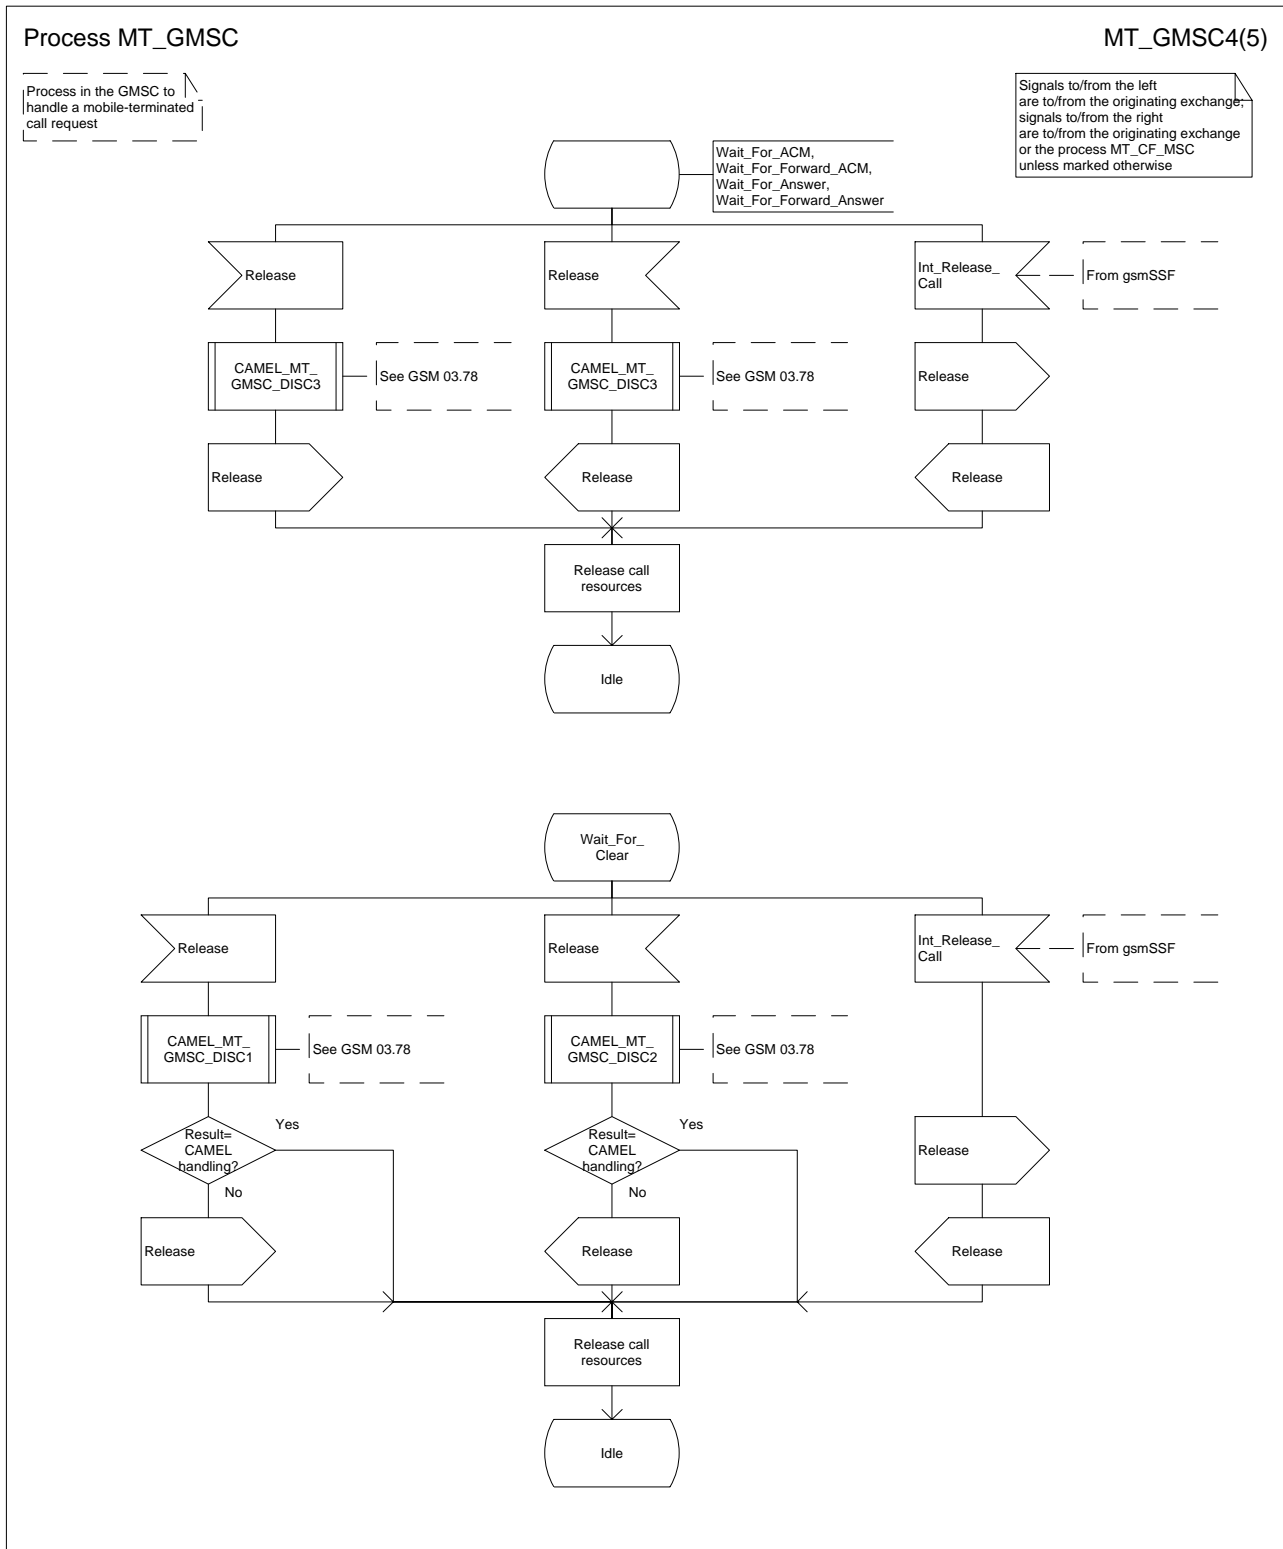 Process MT_GMSC
MT_GMSC4(5)
Process in the GMSC to
handle a mobile-terminated
call request
Signals to/from the left
are to/from the originating exchange;
signals to/from the right
are to/from the originating exchange
or the process MT_CF_MSC
unless marked otherwise
Wait_For_ACM,
Wait_For_Forward_ACM,
Wait_For_Answer,
Wait_For_Forward_Answer
Release
Release
Int_Release_
Call
From gsmSSF
CAMEL_MT_
GMSC_DISC3
See GSM 03.78
CAMEL_MT_
GMSC_DISC3
See GSM 03.78
Release
Release
Release
Release
Release call
resources
Idle
Wait_For_
Clear
Release
Release
Int_Release_
Call
From gsmSSF
CAMEL_MT_
GMSC_DISC1
See GSM 03.78
CAMEL_MT_
GMSC_DISC2
See GSM 03.78
Result=
CAMEL
handling?
Yes
No
Result=
CAMEL
handling?
Yes
No
Release
Release
Release
Release
Release call
resources
Idle